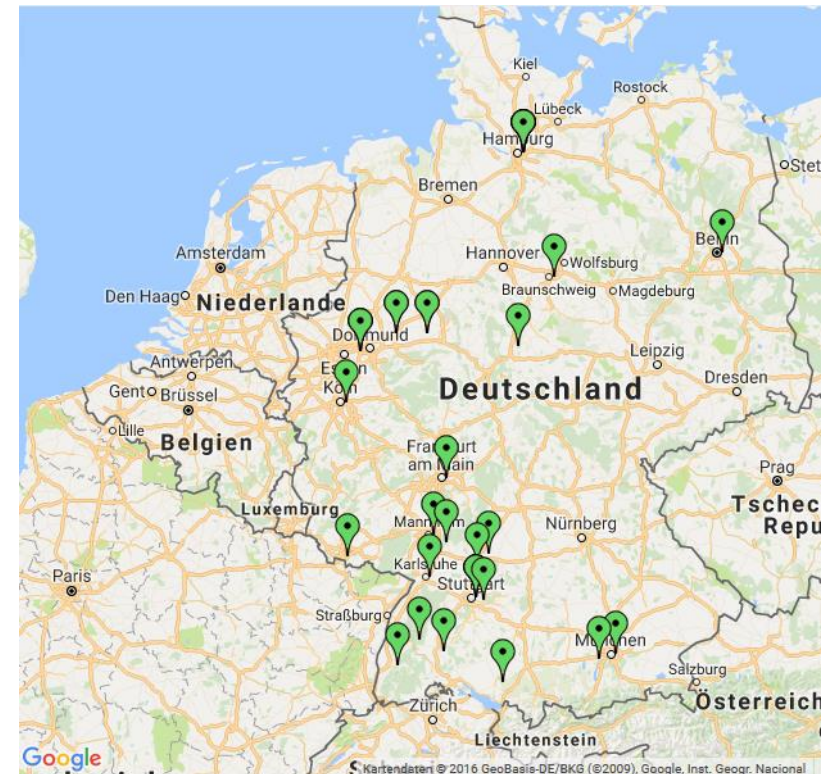 Kiel
Rostock
Lübeck
Hamburg
Stet
Bremen
Berlin
Amsterdam
Hannover
Wolfsburg
Braunschweig
Magdeburg
Den Haag
Niederlande
Dortmund
Essen
Leipzig
Antwerpen
Dresden
Gent
Brüssel
Köln
Deutschland
Lille
Belgien
Frankfurt
am Main
Prag
Luxemburg
Tschec
Repu
Mannheim
Nürnberg
Karlsruhe
Paris
Stuttgart
Straßburg
München
Salzburg
Österreich
Zürich
Liechtenstein
Google
Kartendaten © 2016 GeoBasis-DE/BKG (©2009), Google, Inst. Geogr. Nacional